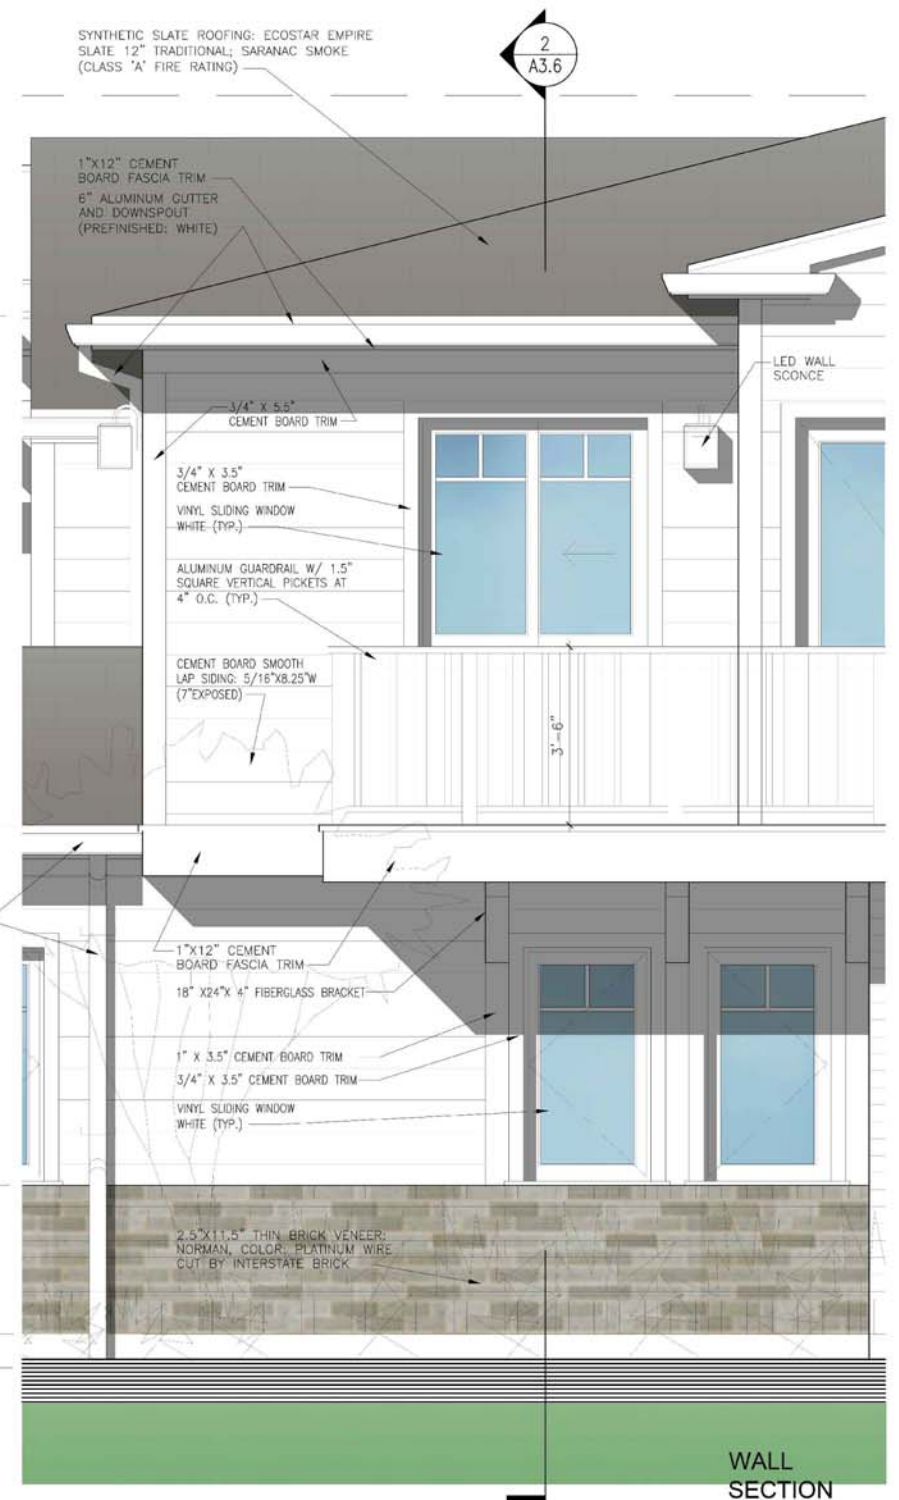 SYNTHETIC SLATE ROOFING: ECOSTAR EMPIRE
SLATE 12" TRADITIONAL; SARANAC SMOKE
(CLASS 'A' FIRE RATING)
2
A3.6
1"X12" CEMENT
BOARD FASCIA TRIM
6" ALUMINUM GUTTER
AND DOWNSPOUT
(PREFINISHED: WHITE)
LED WALL
SCONCE
3/4" X 5.5"
CEMENT BOARD TRIM
3/4" X 3.5"
CEMENT BOARD TRIM
VINYL SLIDING WINDOW
WHITE (TYP.)
ALUMINUM GUARDRAIL W/ 1.5"
SQUARE VERTICAL PICKETS AT
4" O.C. (TYP.)
CEMENT BOARD SMOOTH
LAP SIDING: 5/16"X8.25"W
(7"EXPOSED)
3'-6"
1"X12" CEMENT
BOARD FASCIA TRIM
18" X24"X 4" FIBERGLASS BRACKET
1" X 3.5" CEMENT BOARD TRIM
3/4" X 3.5" CEMENT BOARD TRIM
VINYL SLIDING WINDOW
WHITE (TYP.)
2.5"X11.5" THIN BRICK VENEER:
NORMAN, COLOR: PLATINUM WIRE
CUT BY INTERSTATE BRICK
WALL
SECTION